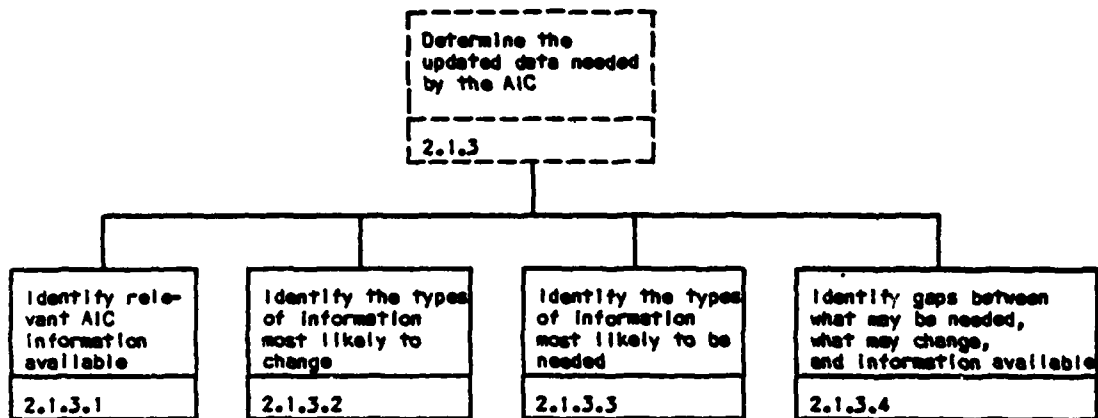 Determine the
updated data needed
by the AIC
2.1.3
Identify rele-
vant AIC
information
available
2.1.3.1
Identify the types
of information
most likely to
change
2.1.3.2
Identify the types
of information
most likely to be
needed
2.1.3.3
Identify gaps between
what may be needed,
what may change,
and information available
2.1.3.4